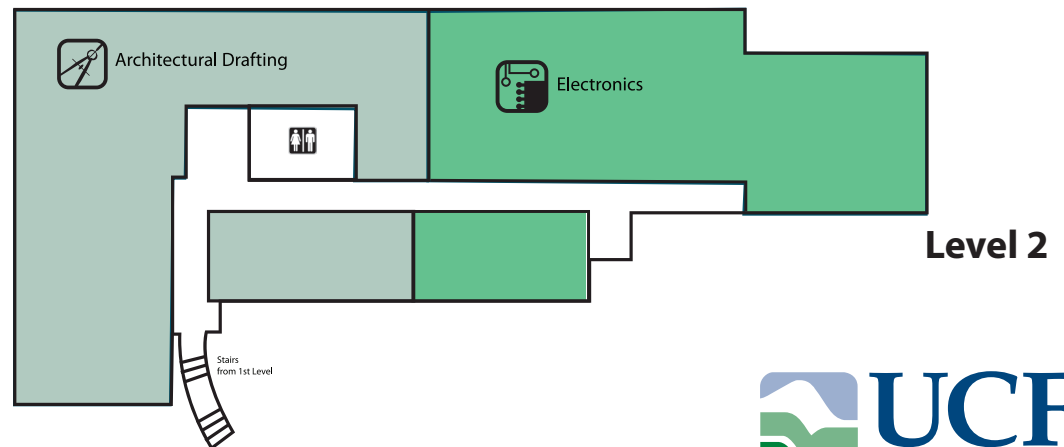 Architectural Drafting
Electronics
Level 2
Stairs
from 1st Level
UCF